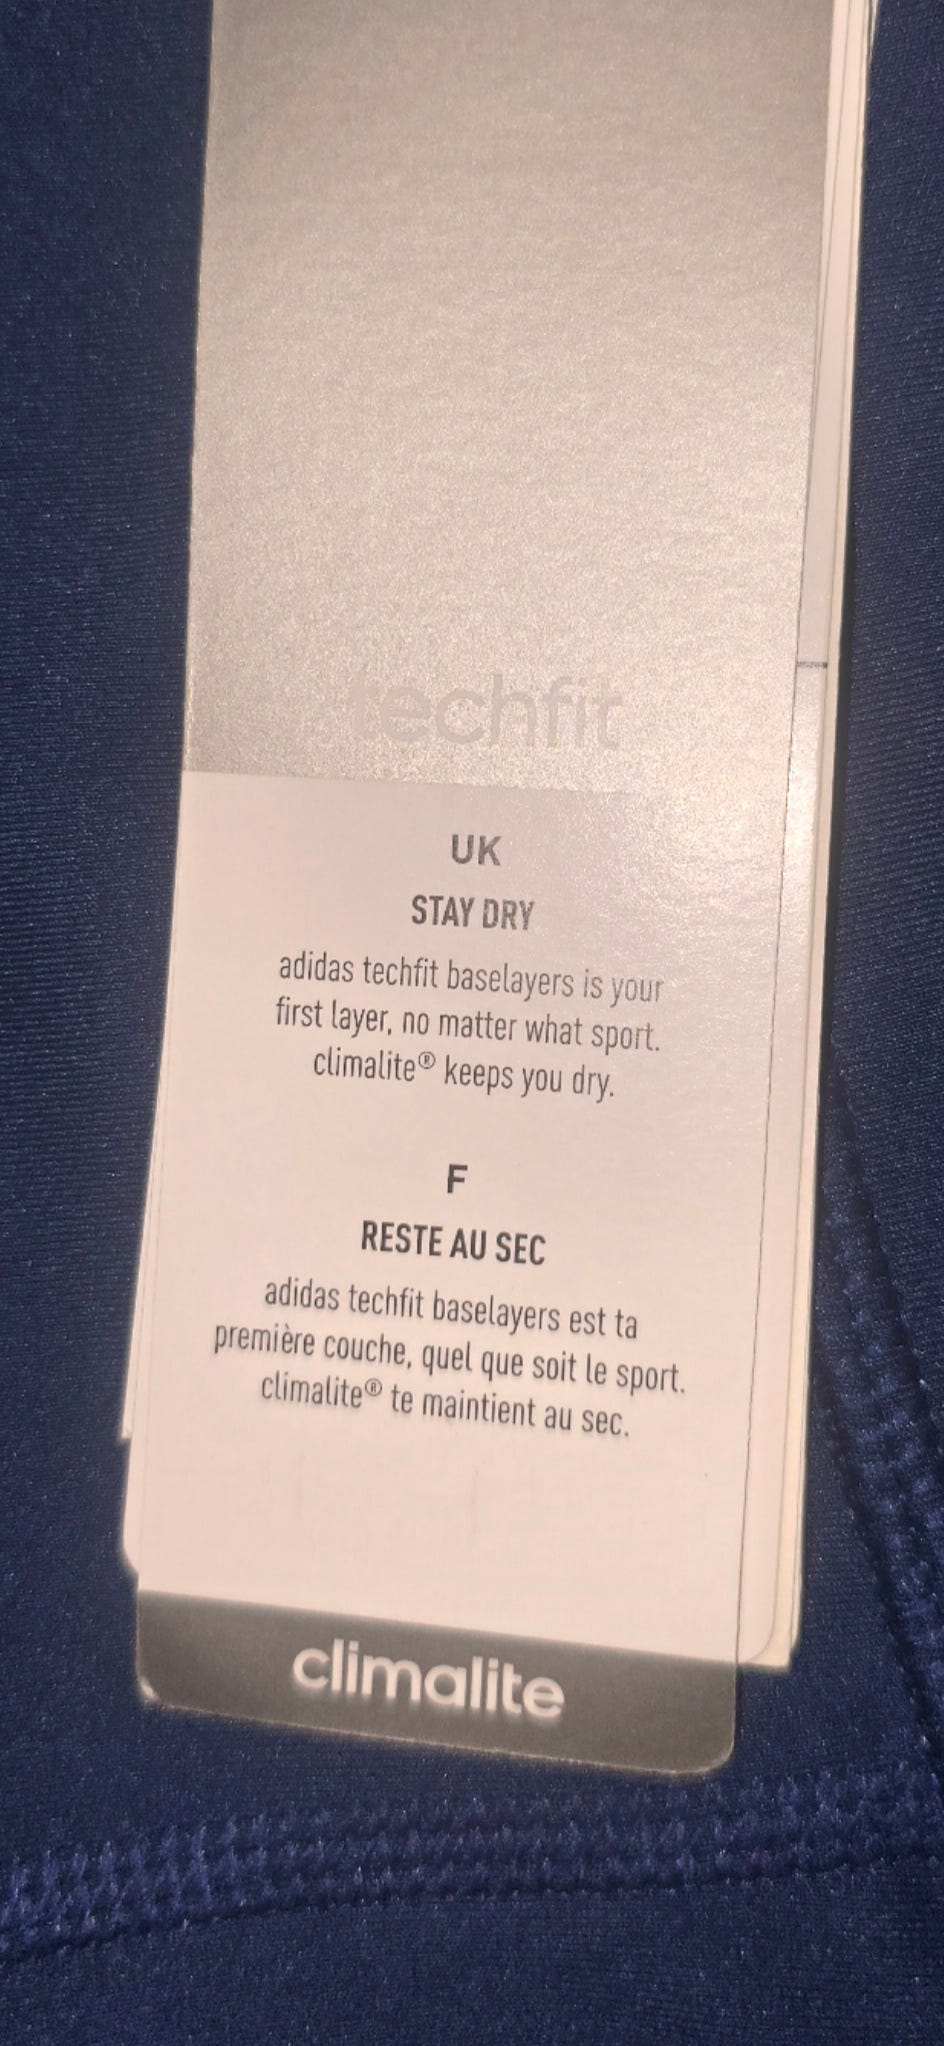 techfit
UK
STAY DRY
adidas techfit baselayers is your
first layer, no matter what sport.
climalite® keeps you dry.
F
RESTE AU SEC
adidas techfit baselayers est ta
première couche, quel que soit le sport.
climalite® te maintient au sec.
climalite